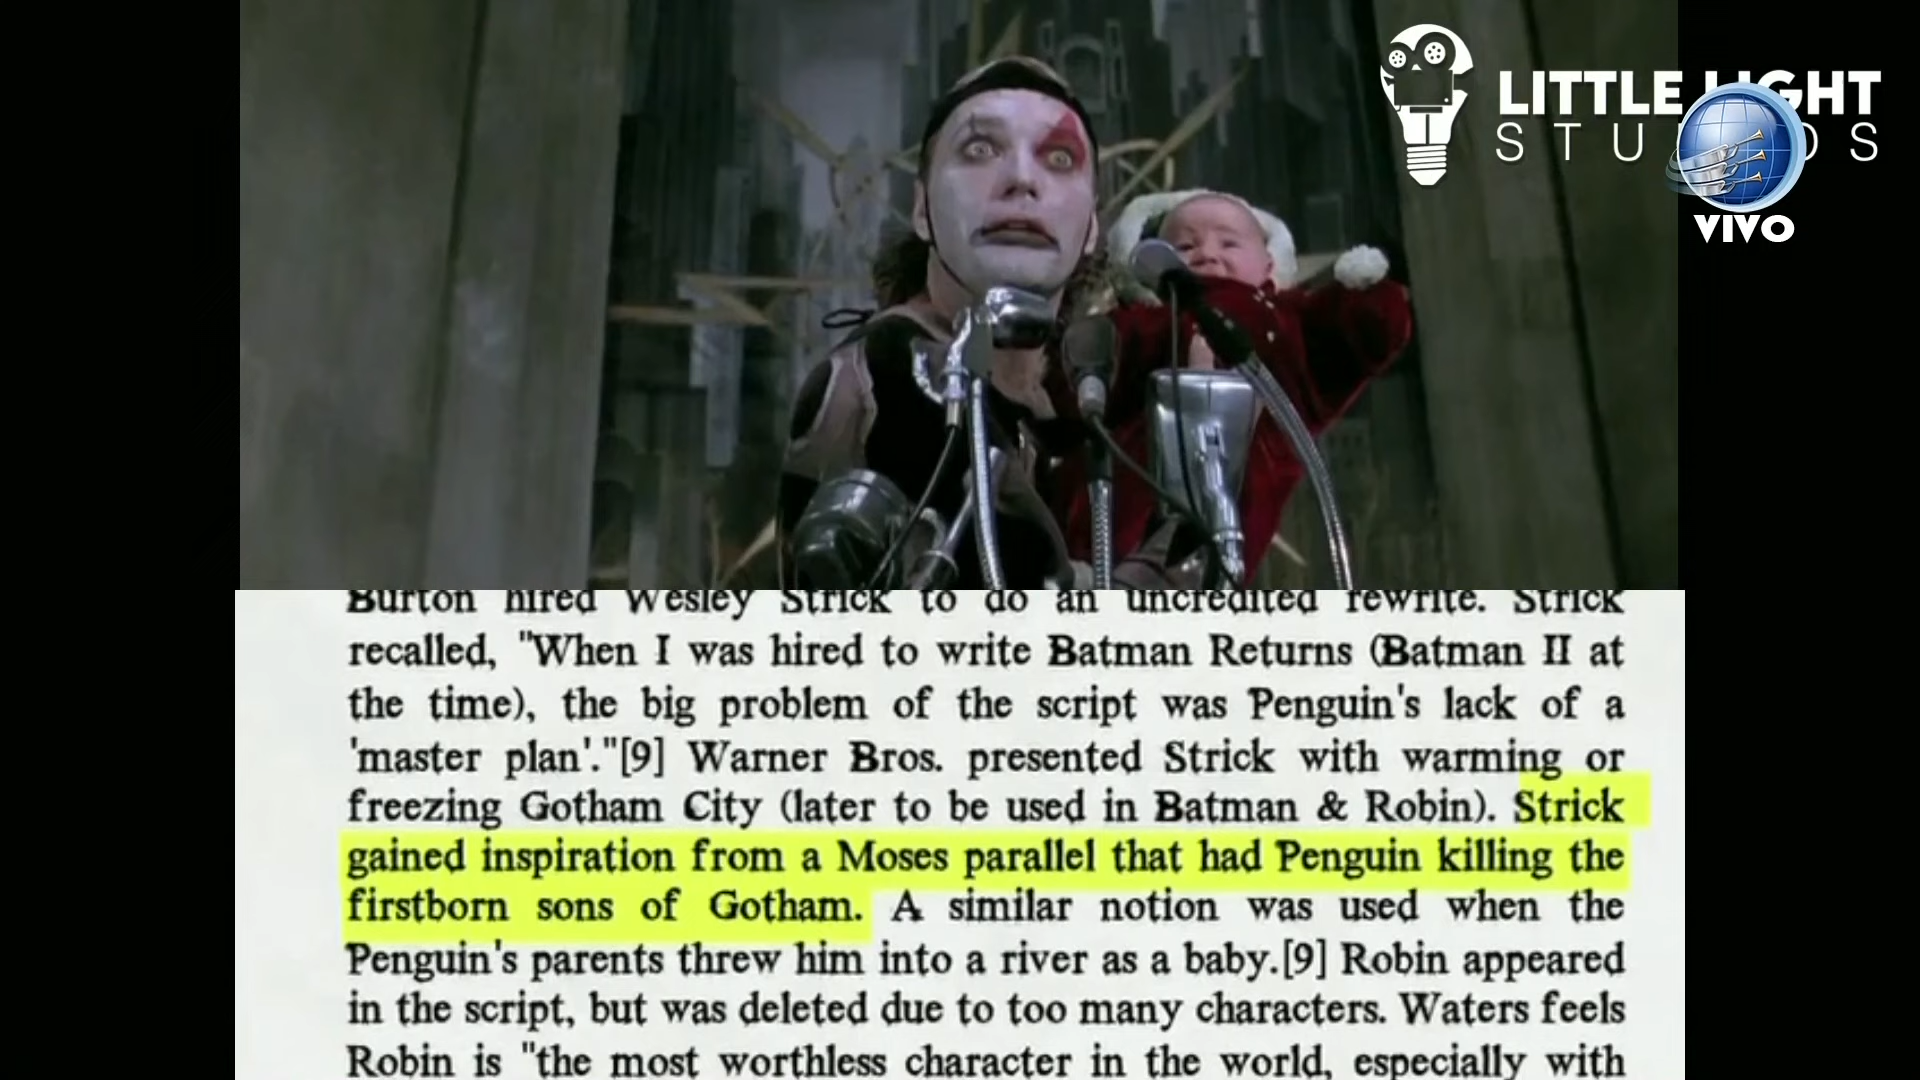 LITTLE LIGHT
STUDIOS
VIVO
Burton hired Wesley Strick to do an uncredited rewrite. Strick
recalled, "When I was hired to write Batman Returns (Batman II at
the time), the big problem of the script was Penguin's lack of a
'master plan'."[9] Warner Bros. presented Strick with warming or
freezing Gotham City (later to be used in Batman & Robin). Strick
gained inspiration from a Moses parallel that had Penguin killing the
firstborn sons of Gotham. A similar notion was used when the
Penguin's parents threw him into a river as a baby.[9] Robin appeared
in the script, but was deleted due to too many characters. Waters feels
Robin is "the most worthless character in the world, especially with